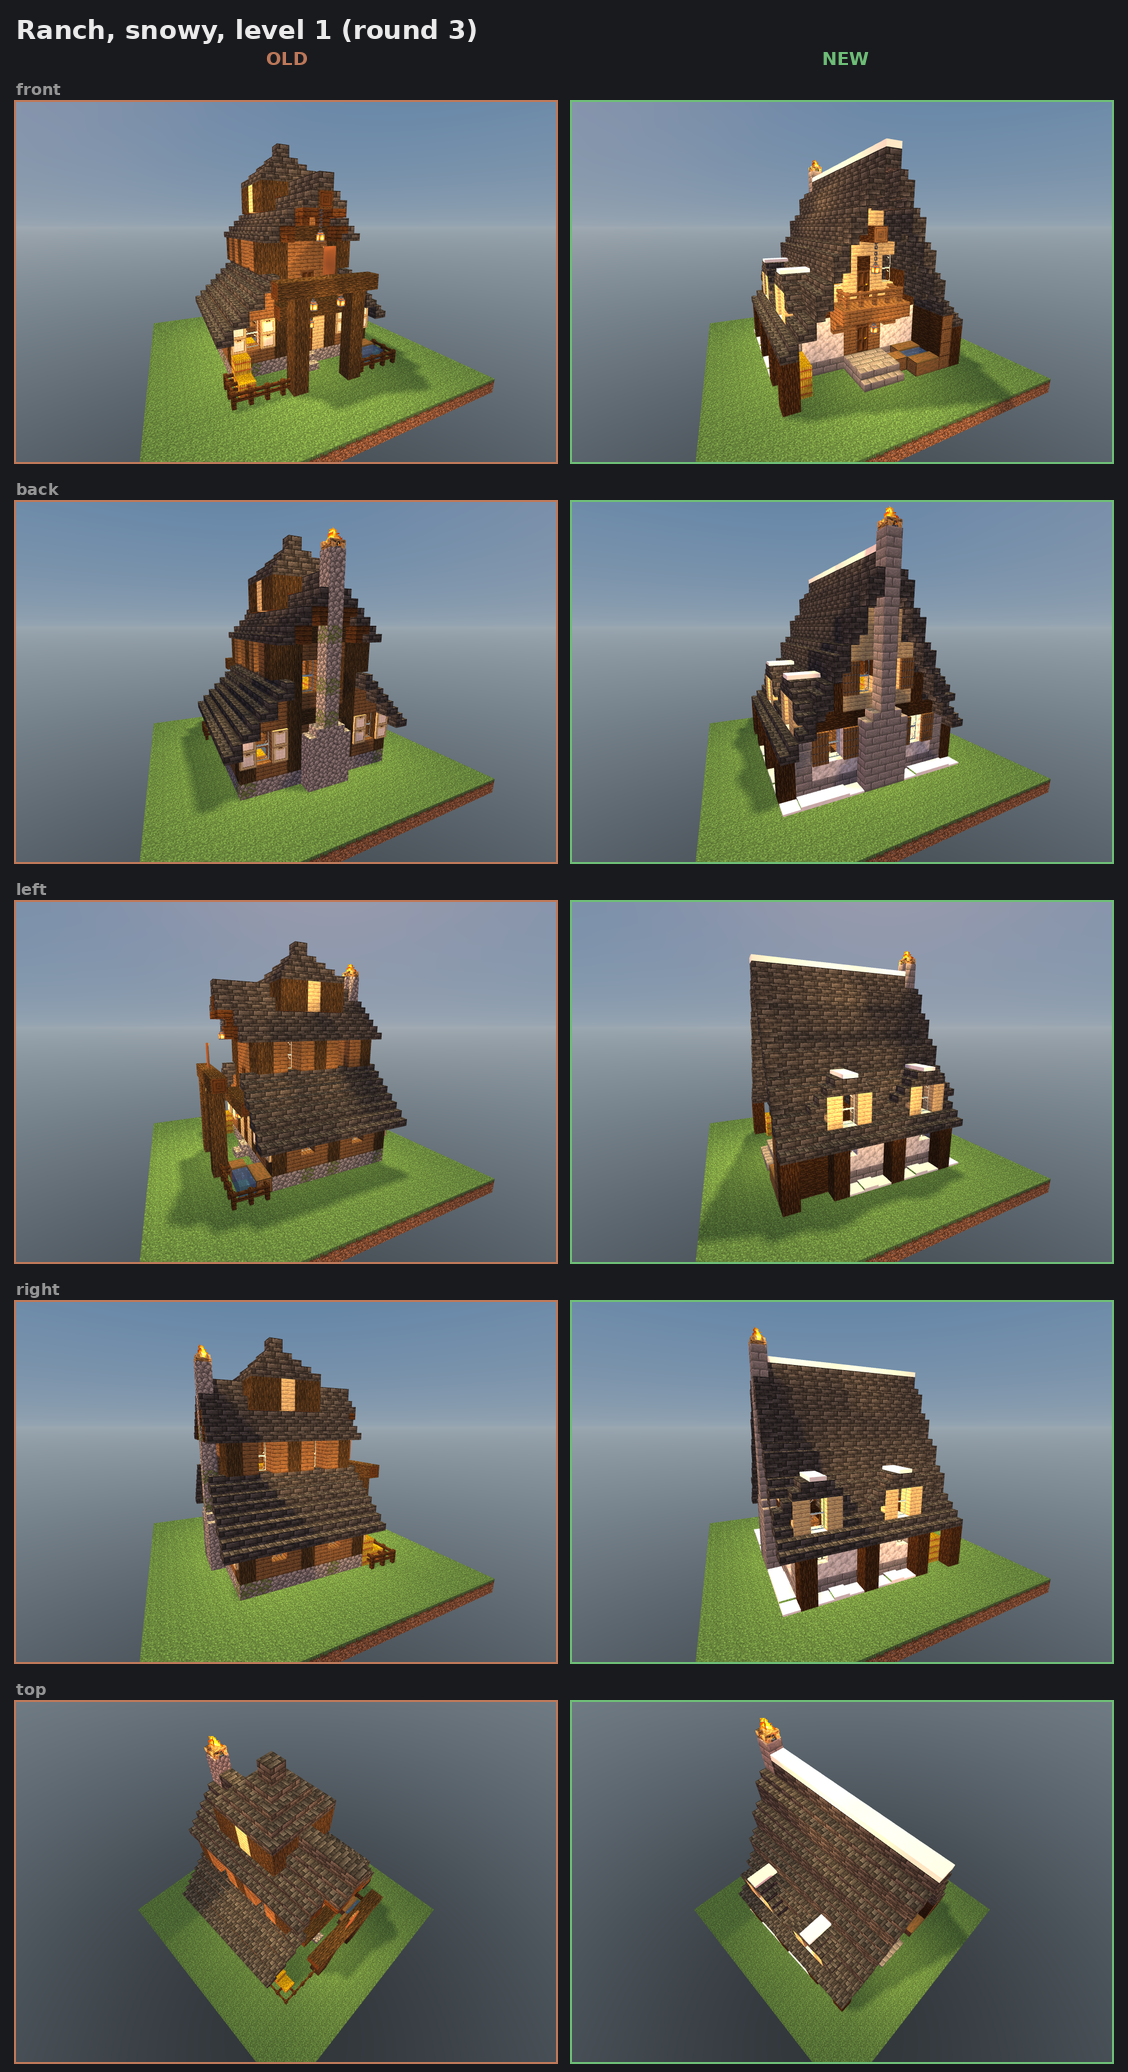 Ranch, snowy, level 1 (round 3)
OLD NEW
front
back
left
right
top